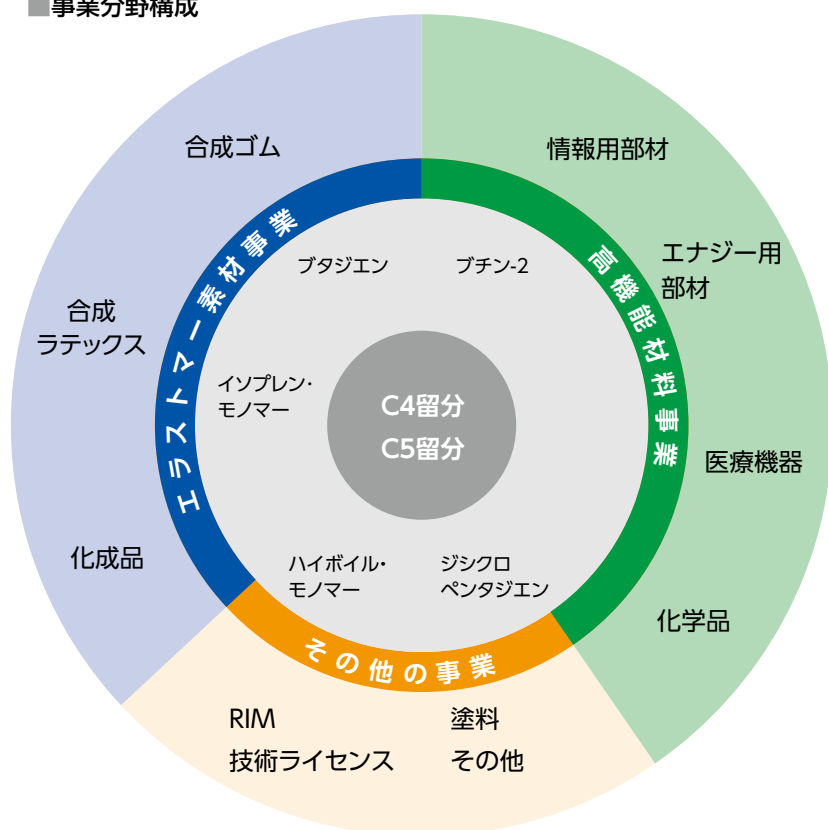 ■事業分野構成
合成ゴム
合成
ラテックス
化成品
エラストマー素材事業
情報用部材
エナジー用
部材
医療機器
化学品
高機能材料事業
ブタジエン
ブチン-2
イソプレン・
モノマー
C4留分
C5留分
ハイボイル・
モノマー
ジシクロ
ペンタジエン
その他の事業
RIM
技術ライセンス
塗料
その他